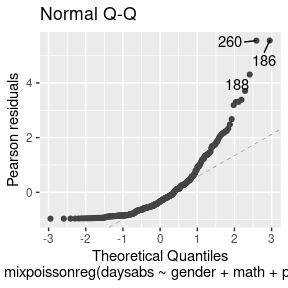 Normal Q-Q
260
186
188
Pearson residuals
4
2
0
-3 -2 -1 0 1 2 3
Theoretical Quantiles
mixpoissonreg(daysabs ~ gender + math + p